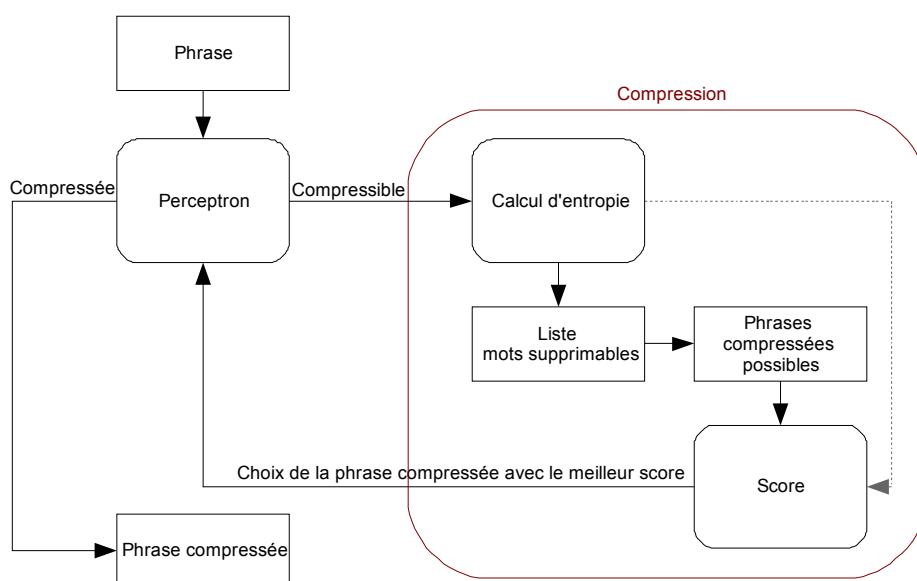 Phrase
Compression
Compressée
Perceptron
Compressible
Calcul d'entropie
Liste
mots supprimables
Phrases
compressées
possibles
Choix de la phrase compressée avec le meilleur score
Score
Phrase compressée